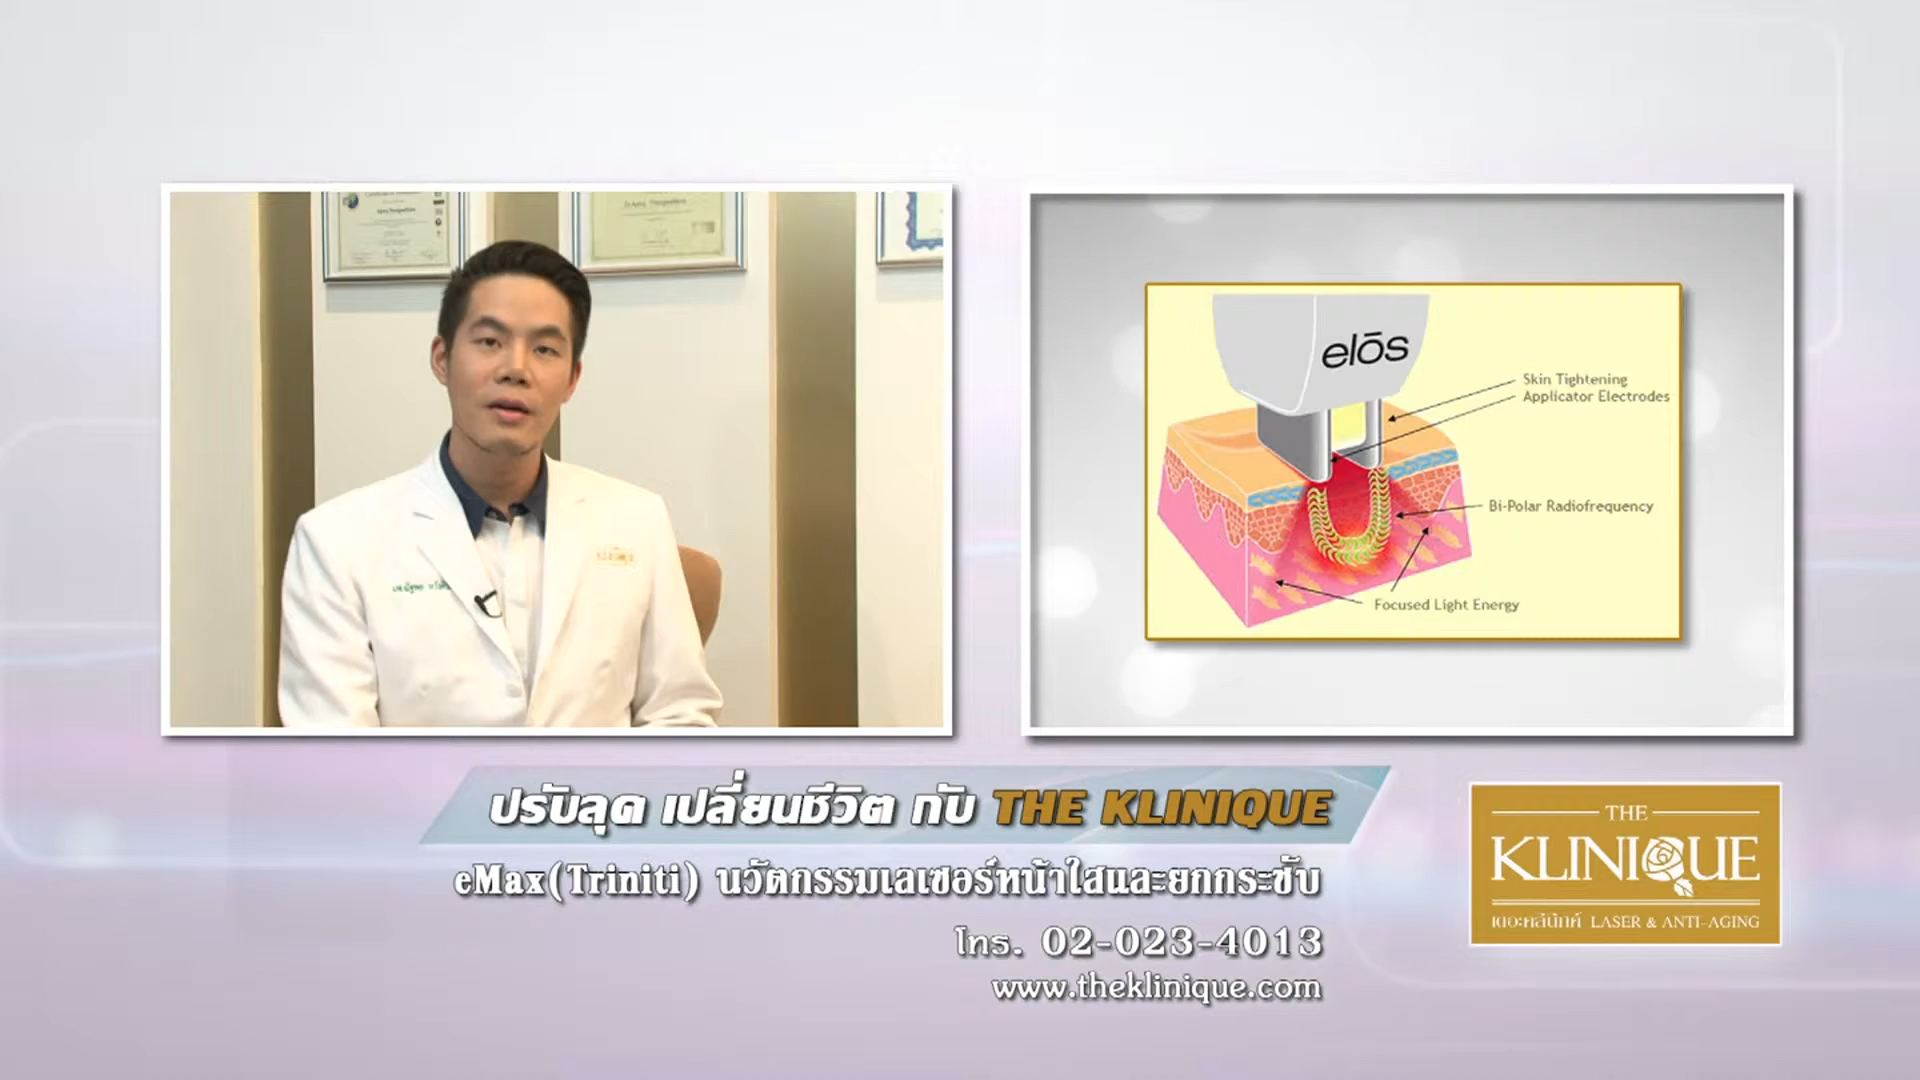 elōs
Skin Tightening
Applicator Electrodes
Bi-Polar Radiofrequency
Focused Light Energy
ปรับลุค เปลี่ยนชีวิต กับ THE KLINIQUE
eMax(Triniti) นวัตกรรมเลเซอร์หน้าใสและยกกระชับ
โทร. 02-023-4013
www.theklinique.com
THE
KLINIQUE
เดอะคลีนิกค์ LASER & ANTI-AGING